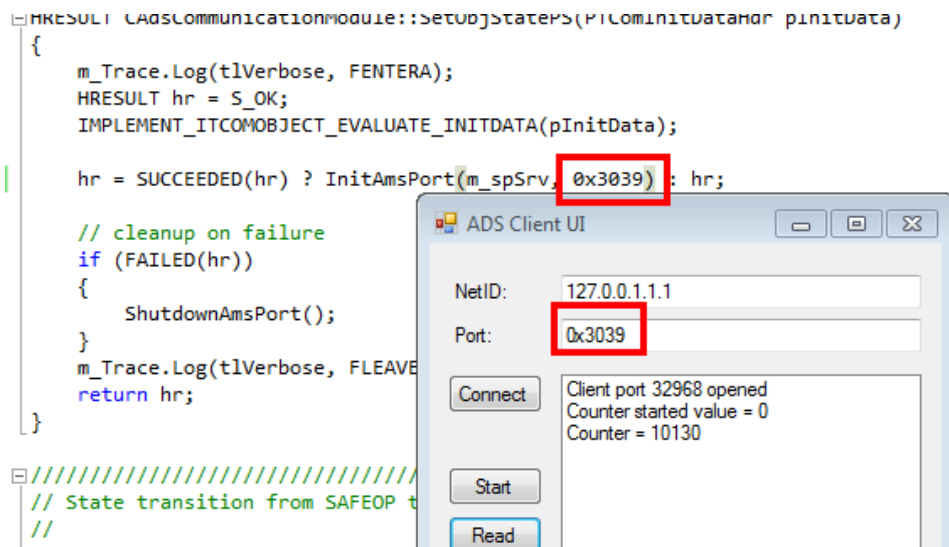 HRESULT CAdsCommunicationModule::SetObjStatePS(PTComInitDataHdr pInitData)
{
m_Trace.Log(tlVerbose, FENTERA);
HRESULT hr = S_OK;
IMPLEMENT_ITCOMOBJECT_EVALUATE_INITDATA(pInitData);
hr = SUCCEEDED(hr) ? InitAmsPort(m_spSrv, 0x3039) : hr;
// cleanup on failure
if (FAILED(hr))
{
ShutdownAmsPort();
}
m_Trace.Log(tlVerbose, FLEAVE
return hr;
}
////////////////////////////////////
// State transition from SAFEOP t
//
ADS Client UI
NetID:
127.0.0.1.1.1
Port:
0x3039
Connect
Client port 32968 opened
Counter started value = 0
Counter = 10130
Start
Read